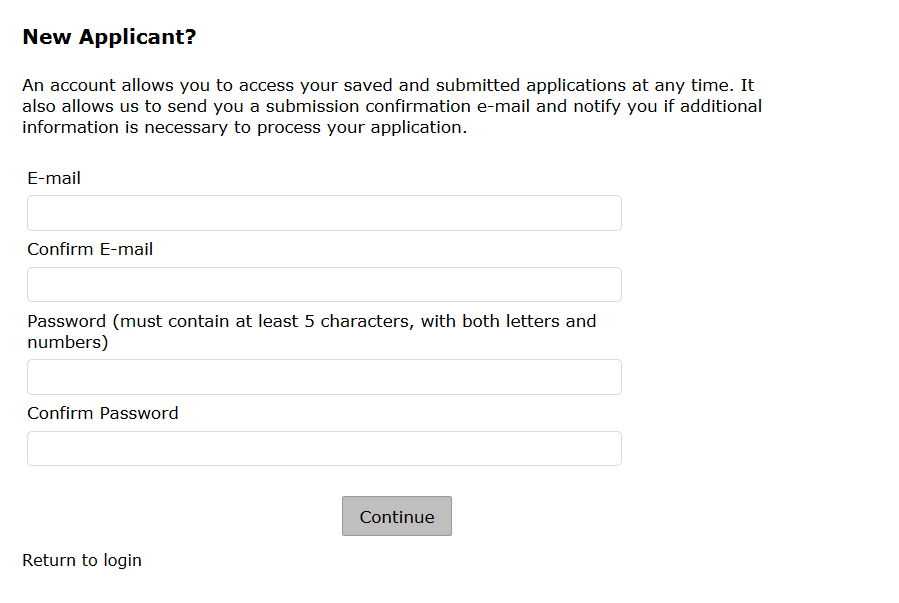 New Applicant?
An account allows you to access your saved and submitted applications at any time. It
also allows us to send you a submission confirmation e-mail and notify you if additional
information is necessary to process your application.
E-mail
Confirm E-mail
Password (must contain at least 5 characters, with both letters and
numbers)
Confirm Password
Continue
Return to login